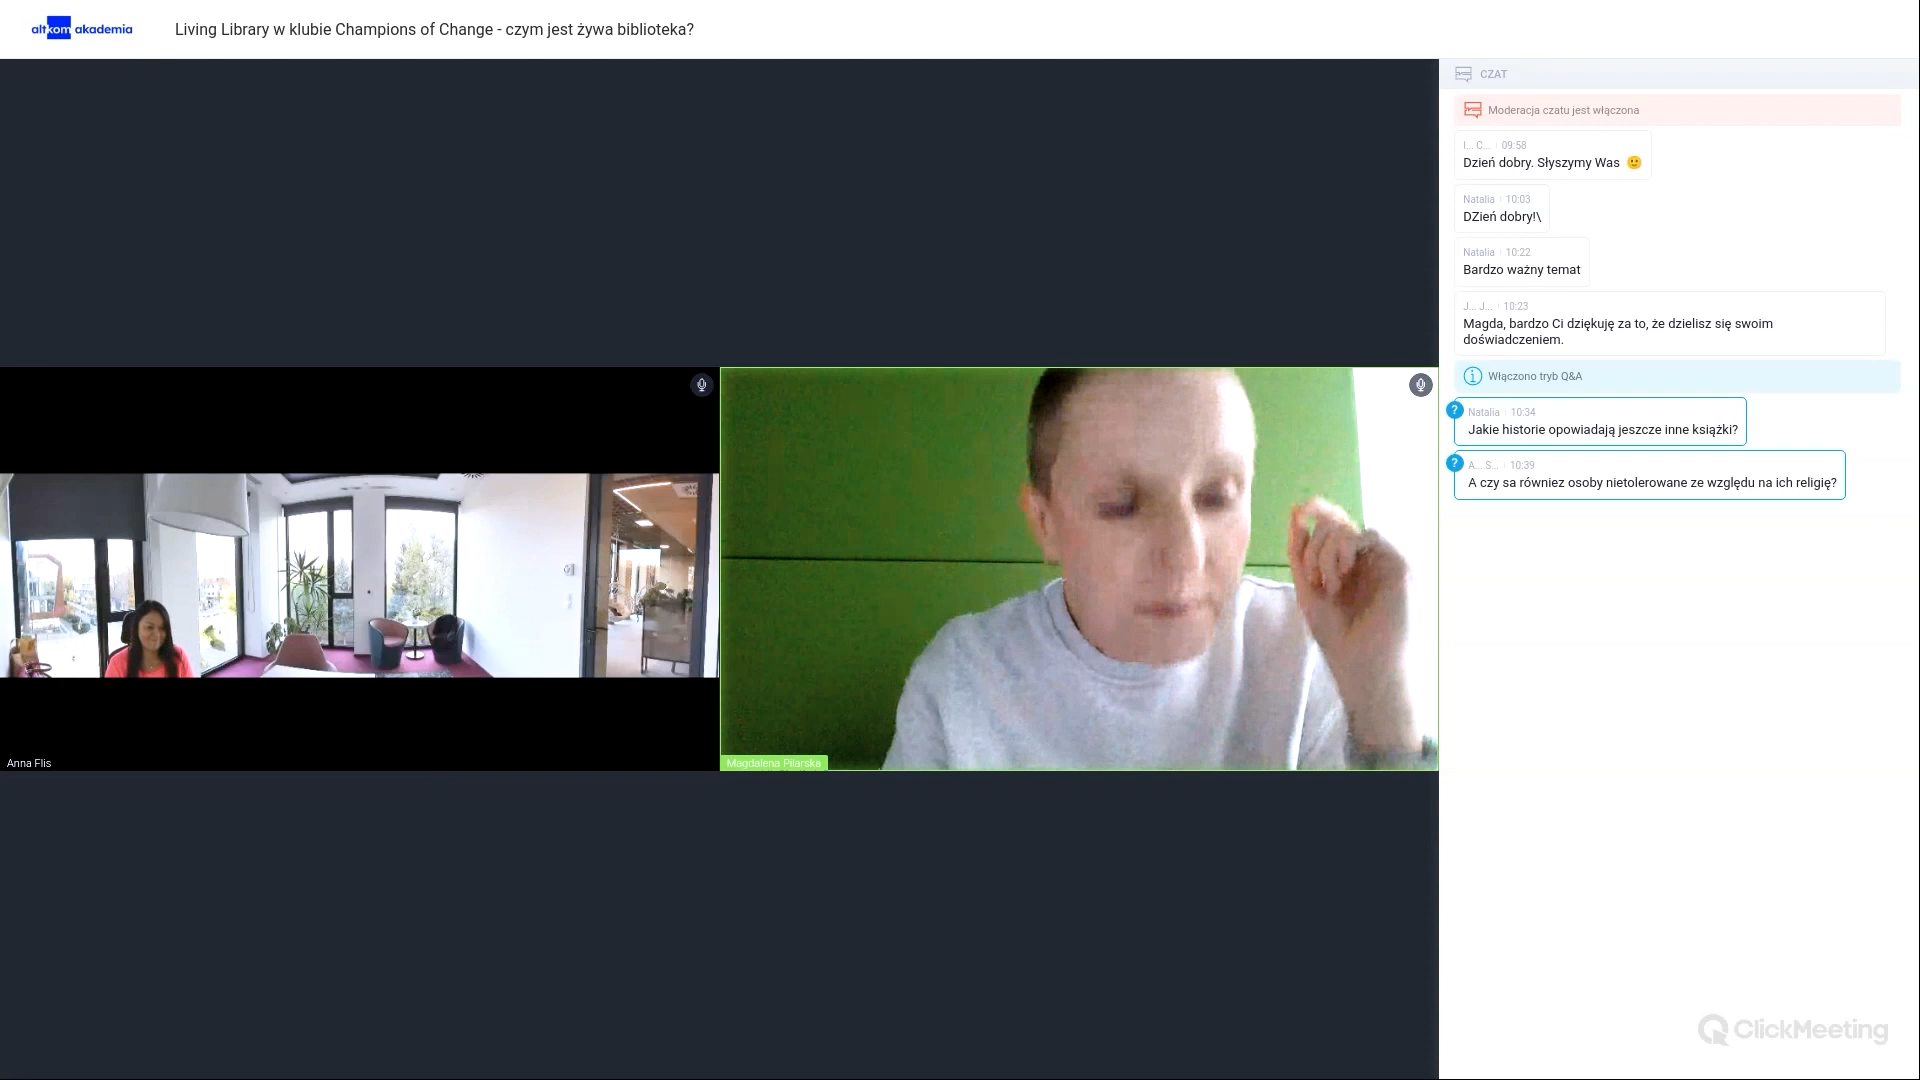 altkom akademia
Living Library w klubie Champions of Change - czym jest żywa biblioteka?
CZAT
Moderacja czatu jest włączona
I... C... 09:58
Dzień dobry. Słyszymy Was 🙂
Natalia 10:03
DZień dobry!\
Natalia 10:22
Bardzo ważny temat
J... J... 10:23
Magda, bardzo Ci dziękuję za to, że dzielisz się swoim
doświadczeniem.
Włączono tryb Q&A
? Natalia 10:34
Jakie historie opowiadają jeszcze inne książki?
? A... S... 10:39
A czy sa równiez osoby nietolerowane ze względu na ich religię?
Anna Flis
Magdalena Pilarska
ClickMeeting